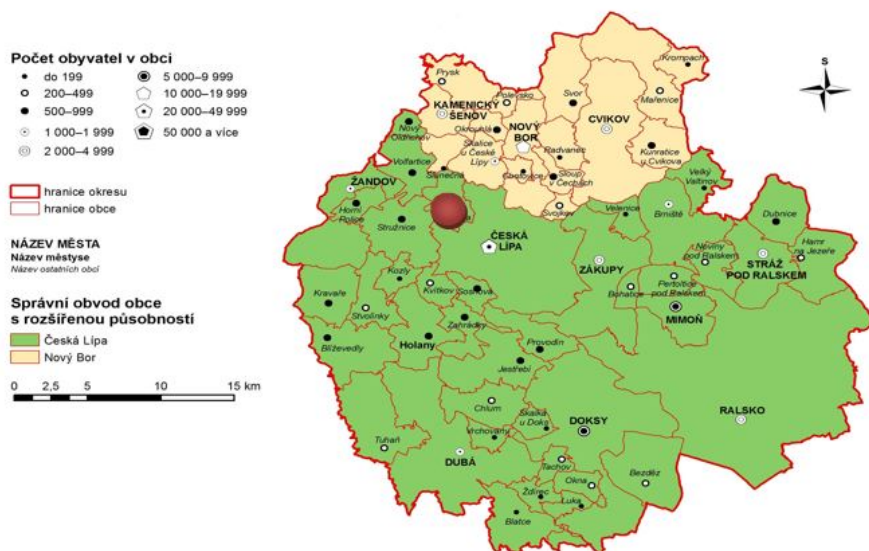 Počet obyvatel v obci
do 199
200–499
500–999
1 000–1 999
2 000–4 999
5 000–9 999
10 000–19 999
20 000–49 999
50 000 a více
hranice okresu
hranice obce
NÁZEV MĚSTA
Název městyse
Název ostatních obcí
Správní obvod obce
s rozšířenou působností
Česká Lípa
Nový Bor
0 2,5 5 10 15 km
S
Prysk
Krompach
Polevsko
Svor
Mařenice
KAMENICKÝ
ŠENOV
Nový
Oldřichov
Okrouhlá
NOVÝ
BOR
CVIKOV
Skalice
u České
Lípy
Radvanec
Kunratice
u Cvikova
Volfartice
Slunečná
Sloup
v Čechách
Velký
Valtinov
ŽANDOV
Svojkov
Velenice
Brniště
Dubnice
Horní
Police
Stružnice
ČESKÁ
LÍPA
Noviny
pod Ralskem
Hamr
na Jezeře
ZÁKUPY
STRÁŽ
POD RALSKEM
Kozly
Kvítkov
Sosnová
Bohatice
Pertoltice
pod Ralskem
Kravaře
Stvolínky
MIMOŇ
Zahrádky
Blíževedly
Holany
Provodín
Jestřebí
Chlum
Skalka
u Doks
DOKSY
RALSKO
Vrchovany
Tuhaň
DUBÁ
Tachov
Bezděz
Okna
Ždírec
Luka
Blatce